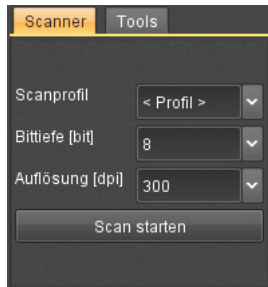 Scanner Tools
Scanprofil < Profil >
Bittiefe [bit] 8
Auflösung [dpi] 300
Scan starten